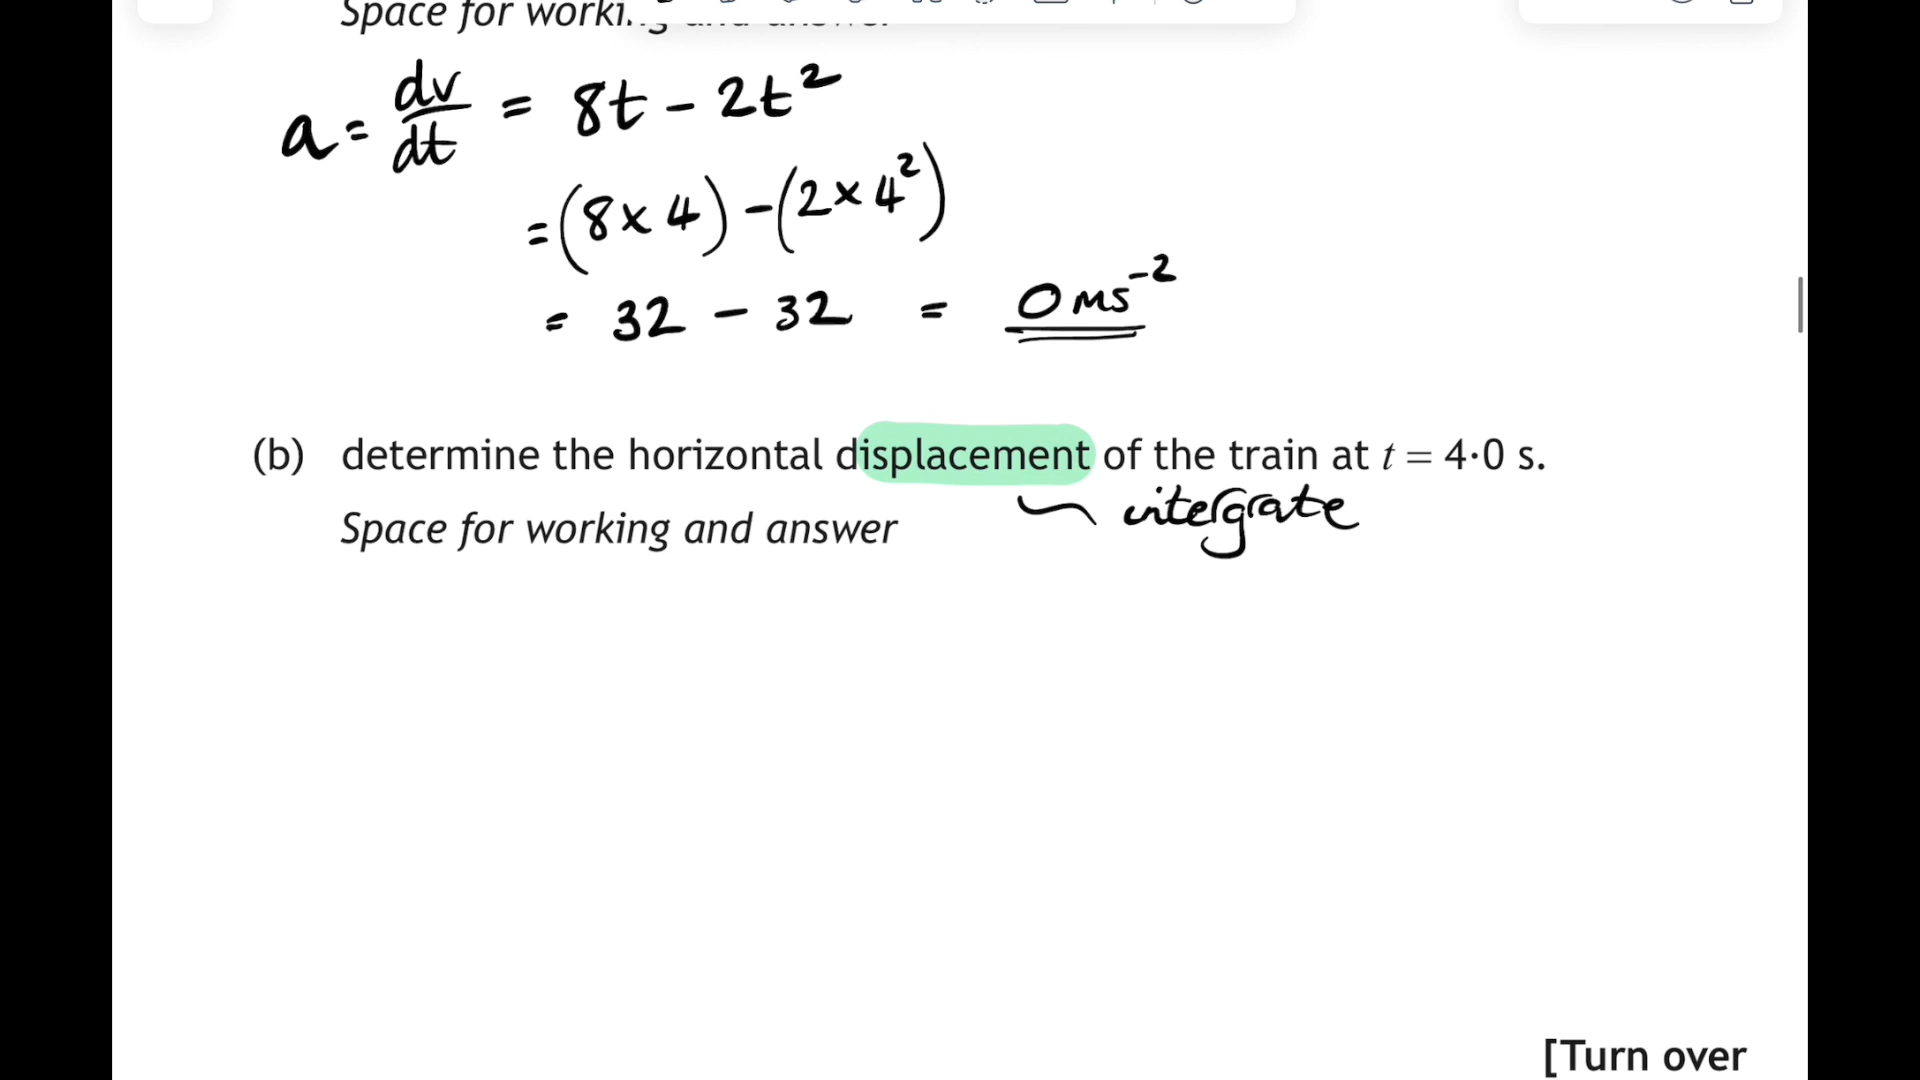 Space for working
a = dv/dt = 8t - 2t²
= (8 x 4) - (2 x 4²)
= 32 - 32 = 0 ms⁻²
(b) determine the horizontal displacement of the train at t = 4·0 s.
intergrate
Space for working and answer
[Turn over